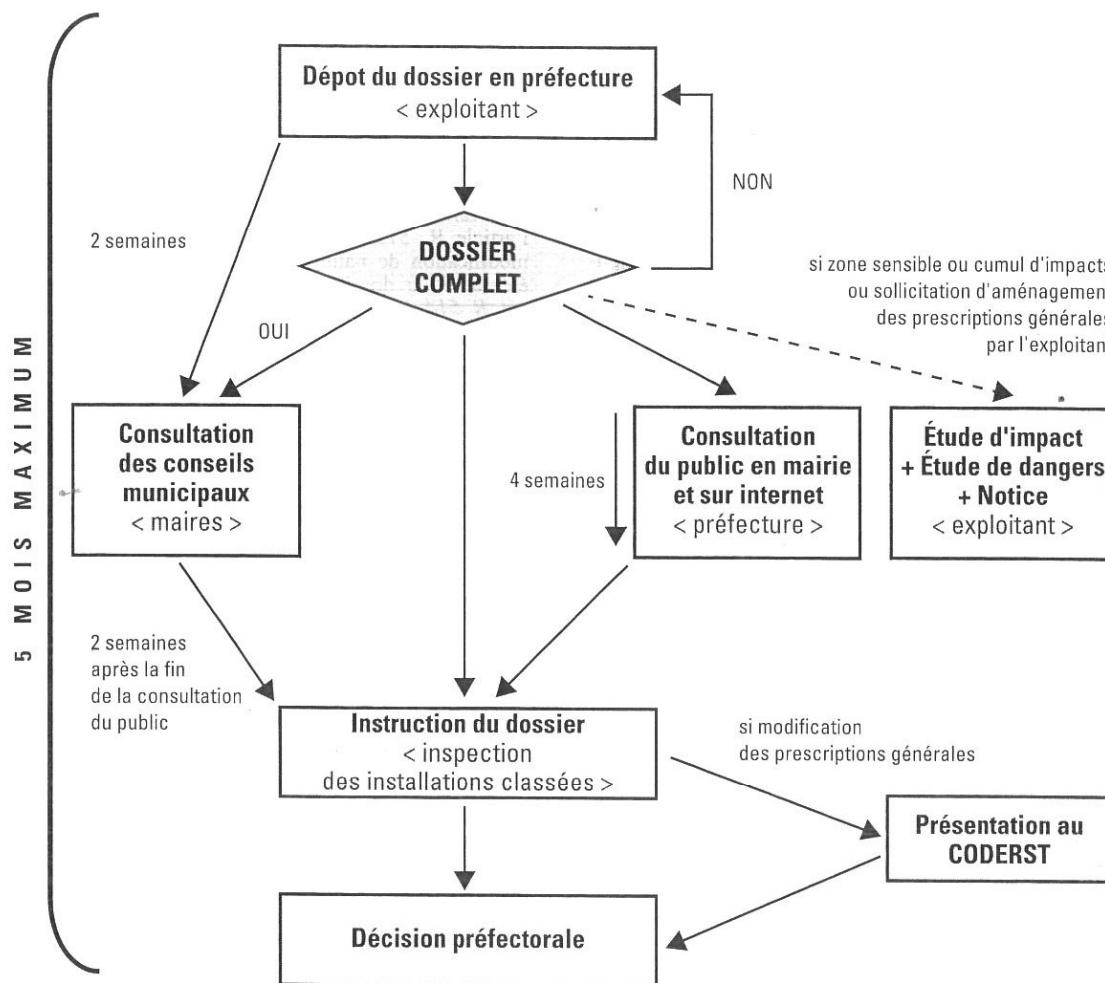 5 MOIS MAXIMUM
Dépot du dossier en préfecture
< exploitant >
NON
2 semaines
DOSSIER
COMPLET
si zone sensible ou cumul d'impacts
ou sollicitation d'aménagement
des prescriptions générales
par l'exploitant
OUI
Consultation
des conseils
municipaux
< maires >
4 semaines
Consultation
du public en mairie
et sur internet
< préfecture >
Étude d'impact
+ Étude de dangers
+ Notice
< exploitant >
2 semaines
après la fin
de la consultation
du public
Instruction du dossier
< inspection
des installations classées >
si modification
des prescriptions générales
Présentation au
CODERST
Décision préfectorale